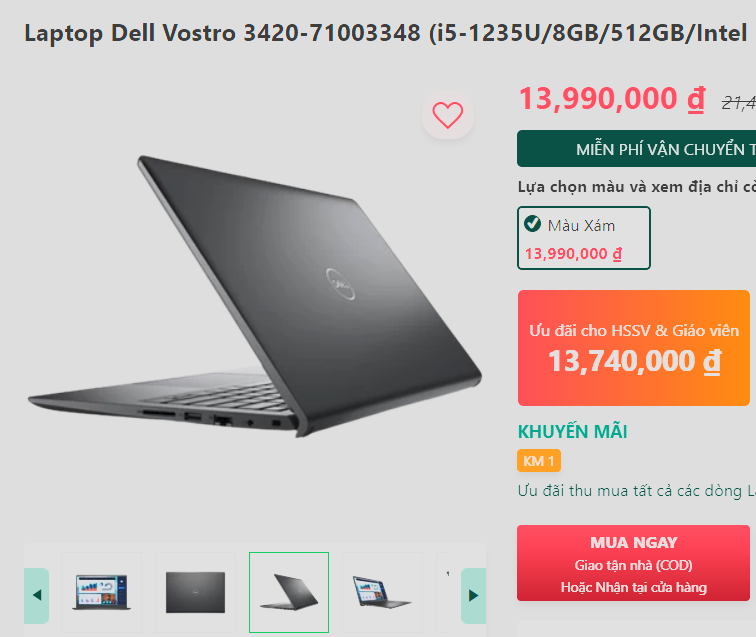 Laptop Dell Vostro 3420-71003348 (i5-1235U/8GB/512GB/Intel
13,990,000 ₫ 21,4
MIỄN PHÍ VẬN CHUYỂN T
Lựa chọn màu và xem địa chỉ cò
Màu Xám
13,990,000 ₫
Ưu đãi cho HSSV & Giáo viên
13,740,000 ₫
KHUYẾN MÃI
KM 1
Ưu đãi thu mua tất cả các dòng L
MUA NGAY
Giao tận nhà (COD)
Hoặc Nhận tại cửa hàng
DELL